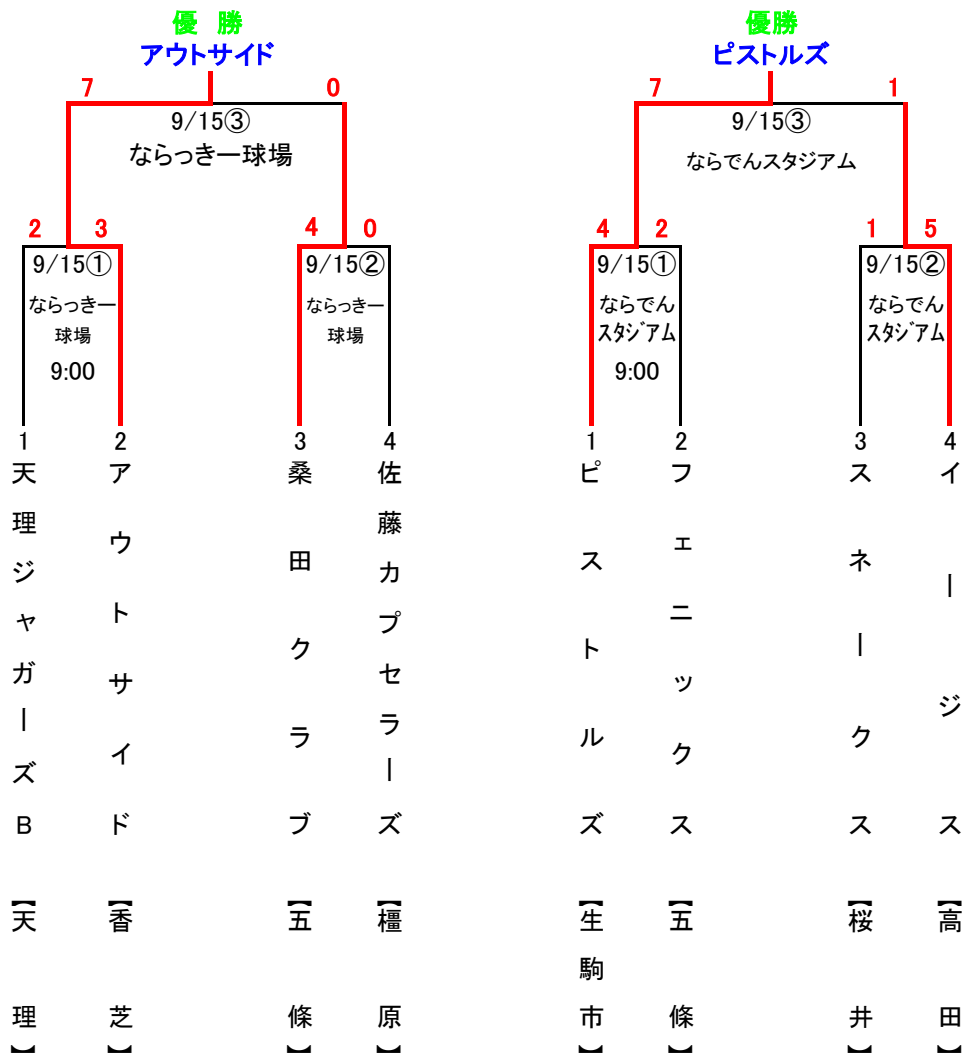 優 勝
アウトサイド
7 0
9/15③
ならっきー球場
2 3
9/15①
ならっきー
球場
9:00
4 0
9/15②
ならっきー
球場
1
天理ジャガーズB
【天理】
2
アウトサイド
【香芝】
3
桑田クラブ
【五條】
4
佐藤カプセラーズ
【橿原】
優勝
ピストルズ
7 1
9/15③
ならでんスタジアム
4 2
9/15①
ならでん
スタジアム
9:00
1 5
9/15②
ならでん
スタジアム
1
ピストルズ
【生駒市】
2
フェニックス
【五條】
3
スネークス
【桜井】
4
イージス
【高田】